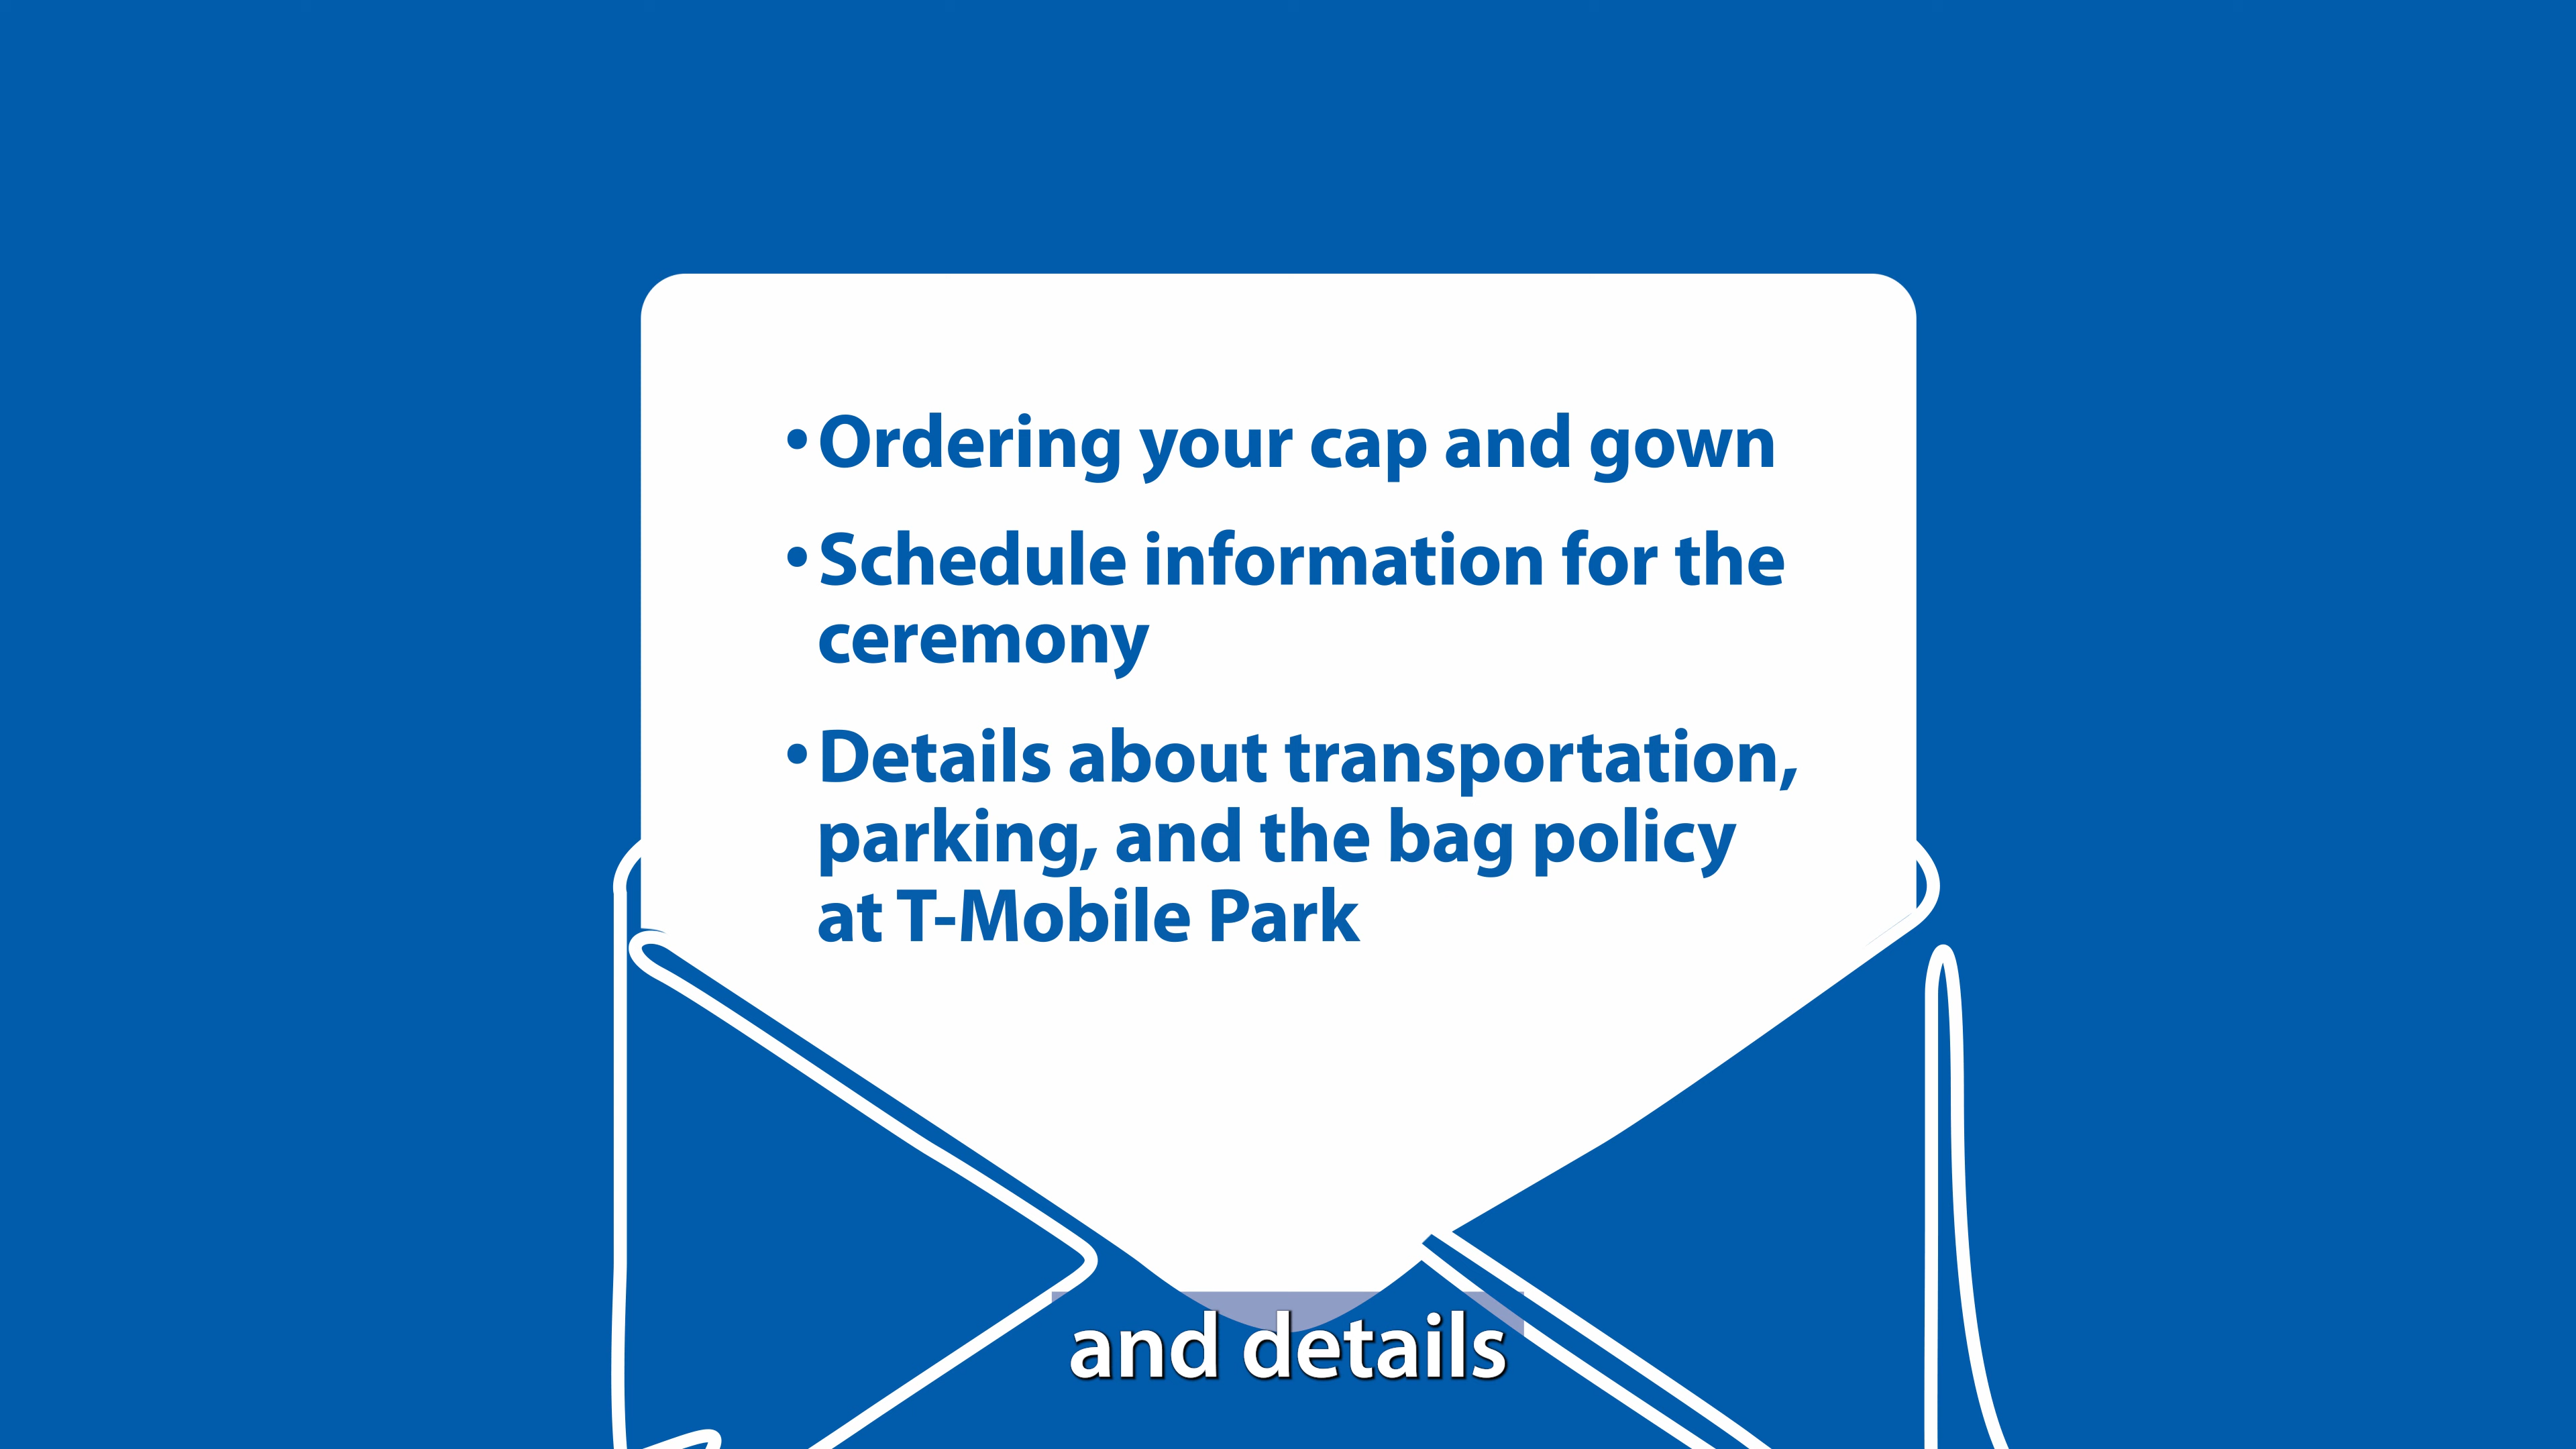 • Ordering your cap and gown
• Schedule information for the
ceremony
• Details about transportation,
parking, and the bag policy
at T-Mobile Park
and details